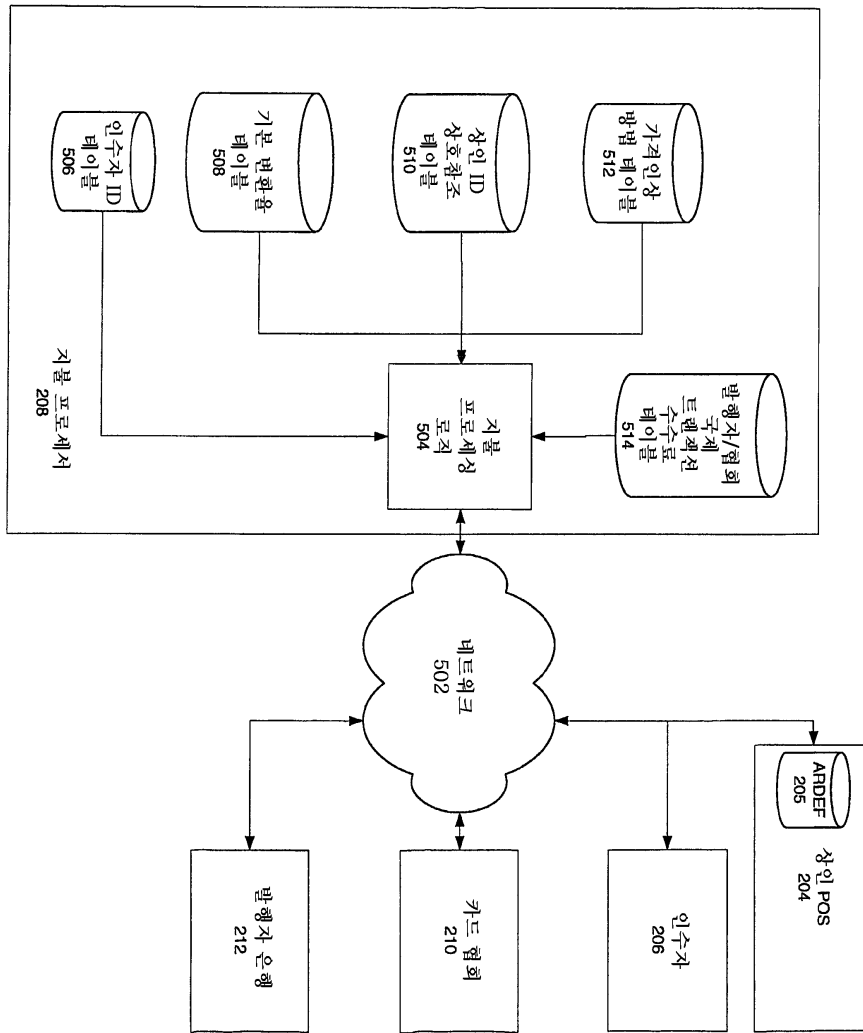 ARDEF
205
상인 POS
204
인수자
206
카드 협회
210
발행자 은행
212
네트워크
502
발행자/협회
국제
트랜잭션
수수료
테이블
514
지불
프로세싱
로직
504
가격인상
방법 테이블
512
상인 ID
상호참조
테이블
510
기본 변환율
테이블
508
인수자 ID
테이블
506
지불 프로세서
208